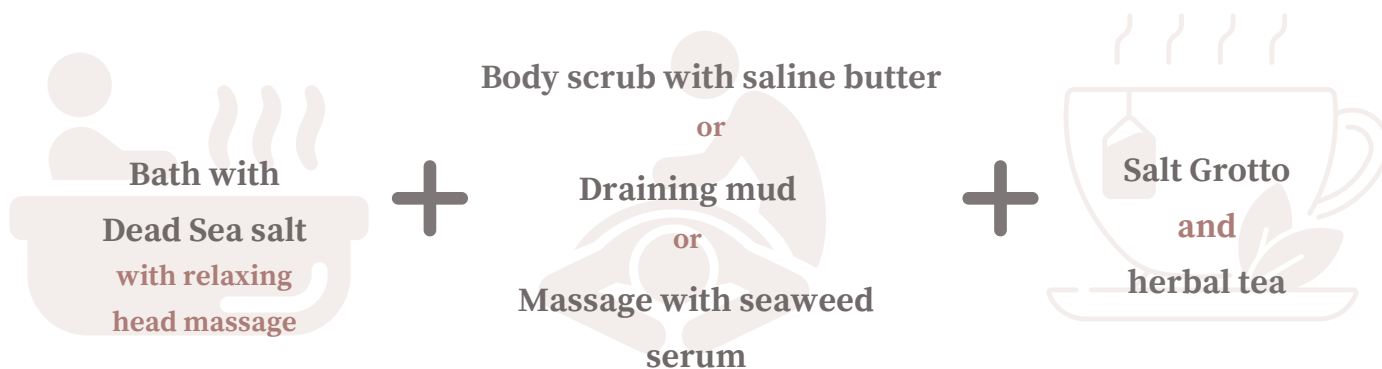 Bath with
Dead Sea salt
with relaxing
head massage
+
Body scrub with saline butter
or
Draining mud
or
Massage with seaweed
serum
+
Salt Grotto
and
herbal tea